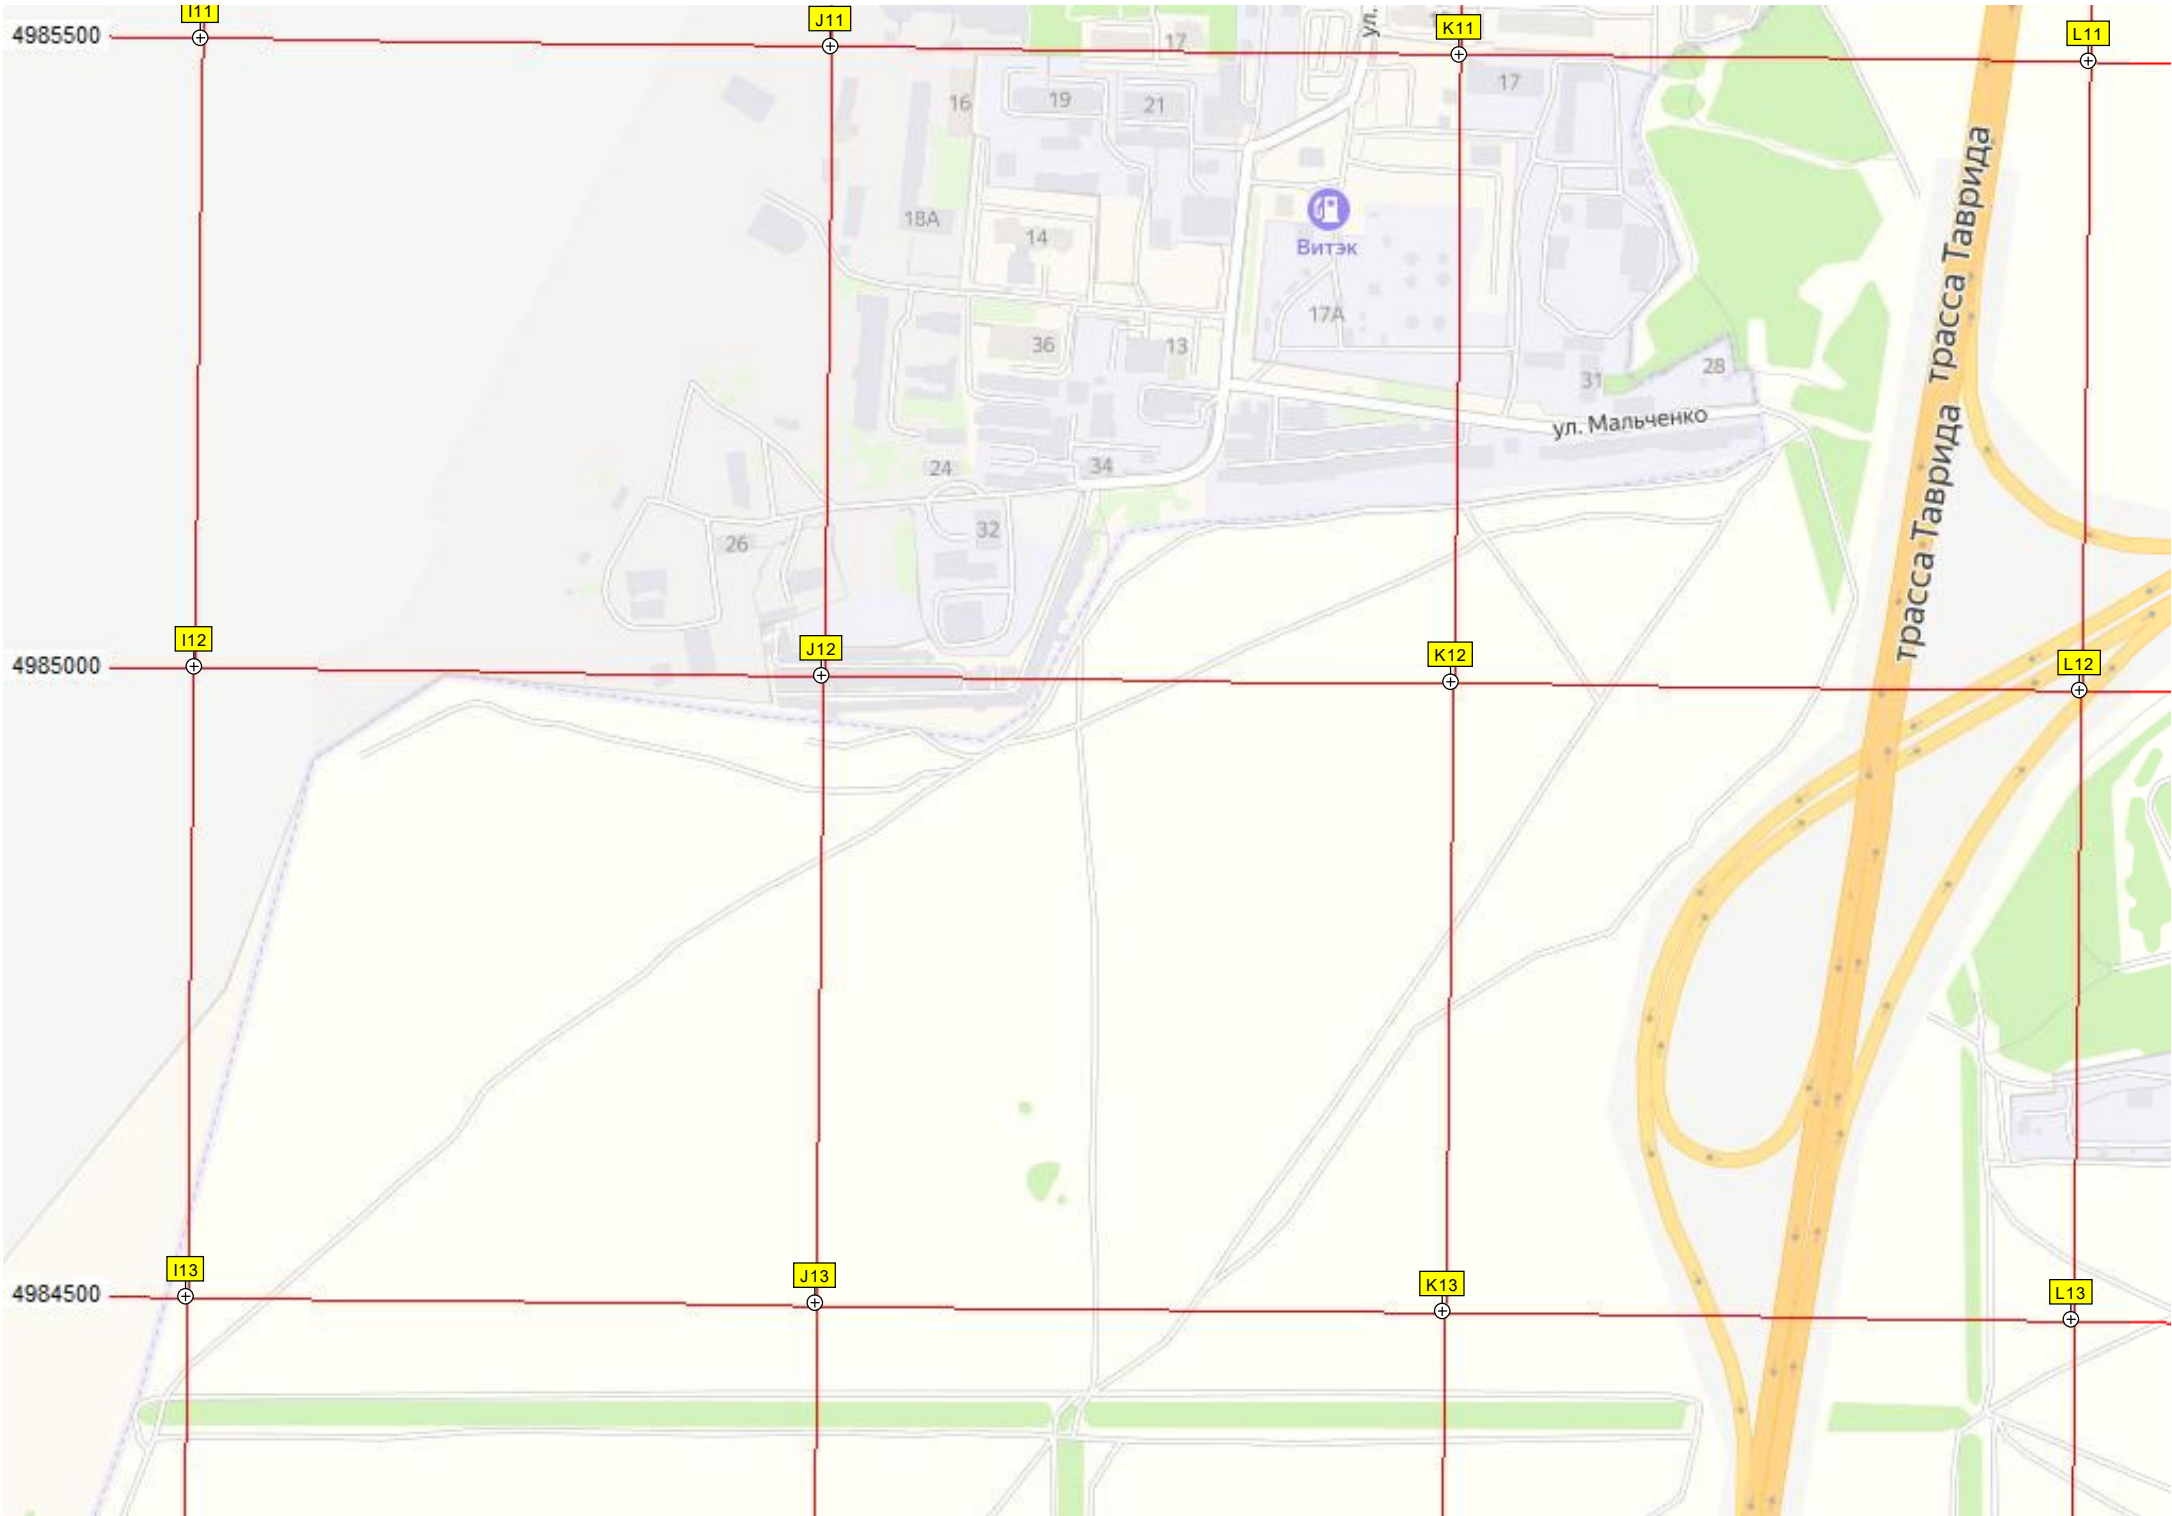 I11
J11
K11
L11
4985500
ул.
17
16
19
21
17
18А
14
Витэк
17А
36
13
31
28
ул. Мальченко
24
34
32
26
трасса Таврида
трасса Таврида
I12
J12
K12
L12
4985000
I13
J13
K13
L13
4984500